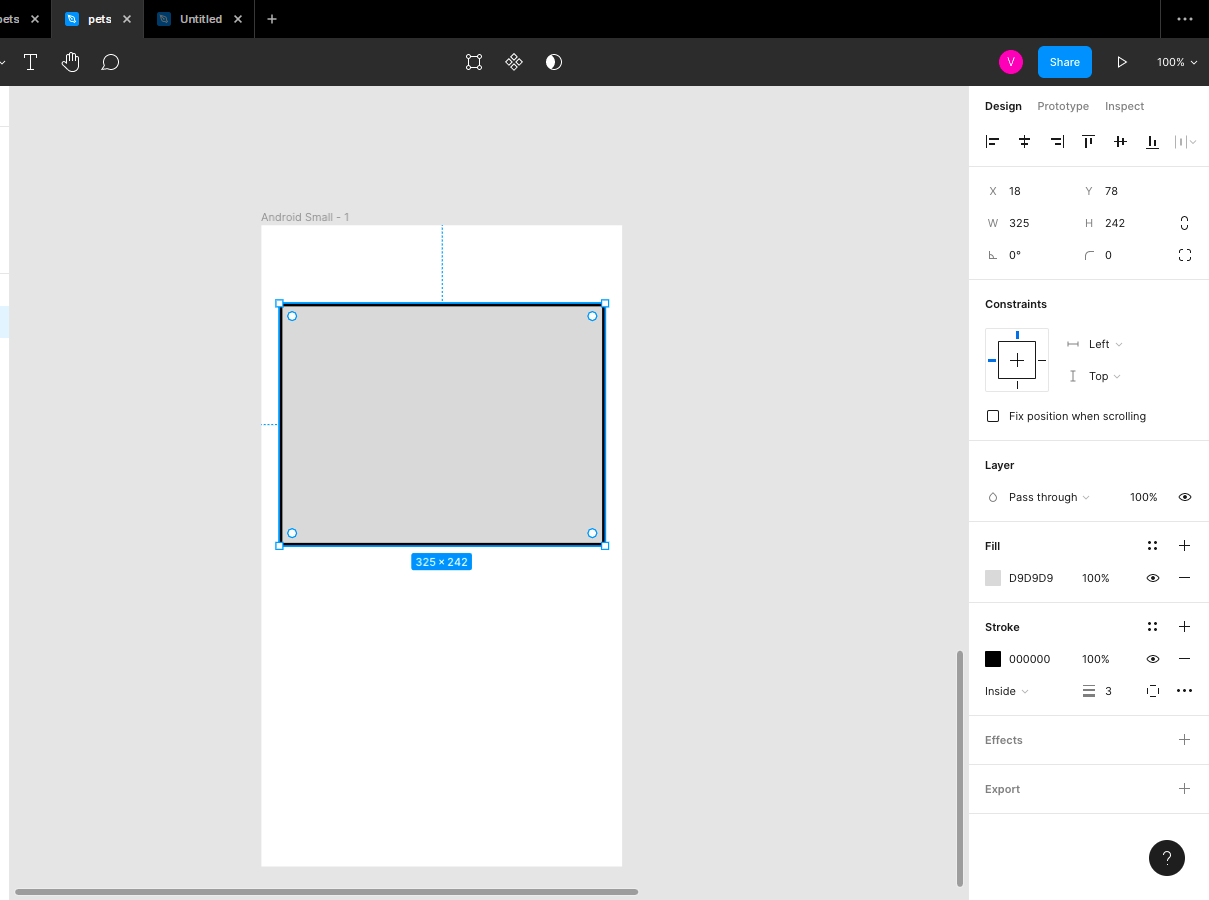 pets
pets
Untitled
V
Share
100%
Design Prototype Inspect
X 18 Y 78
W 325 H 242
0° 0
Constraints
Left
Top
Fix position when scrolling
Layer
Pass through 100%
Fill
D9D9D9 100%
Stroke
000000 100%
Inside 3
Effects
Export
?
Android Small - 1
325 × 242